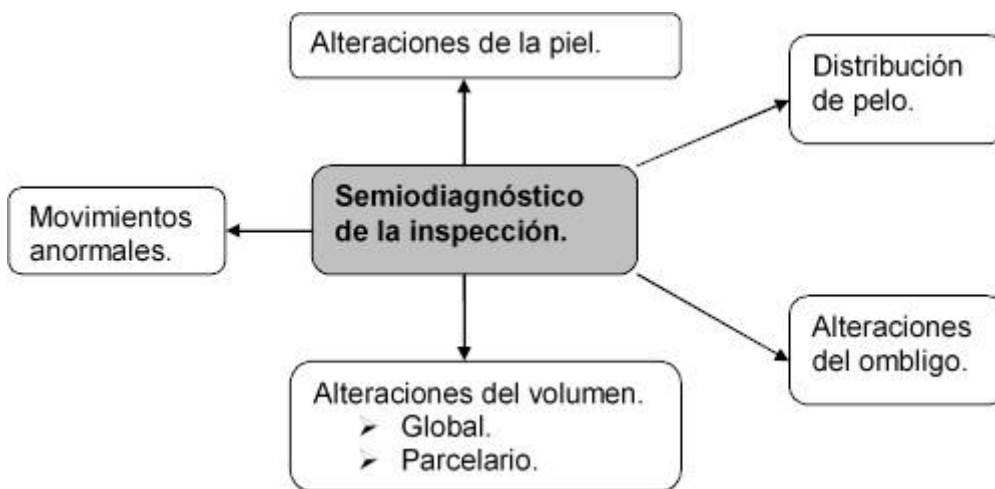 Alteraciones de la piel.
Distribución
de pelo.
Semiodiagnóstico
de la inspección.
Movimientos
anormales.
Alteraciones
del ombligo.
Alteraciones del volumen.
➢ Global.
➢ Parcelario.